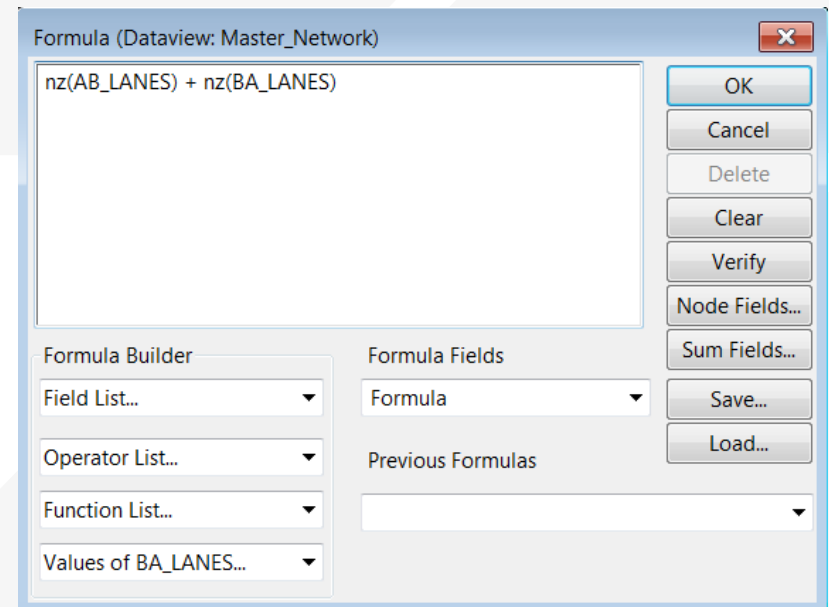 Formula (Dataview: Master_Network)
nz(AB_LANES) + nz(BA_LANES)
OK
Cancel
Delete
Clear
Verify
Node Fields...
Sum Fields...
Save...
Load...
Formula Builder
Field List...
Operator List...
Function List...
Values of BA_LANES...
Formula Fields
Formula
Previous Formulas